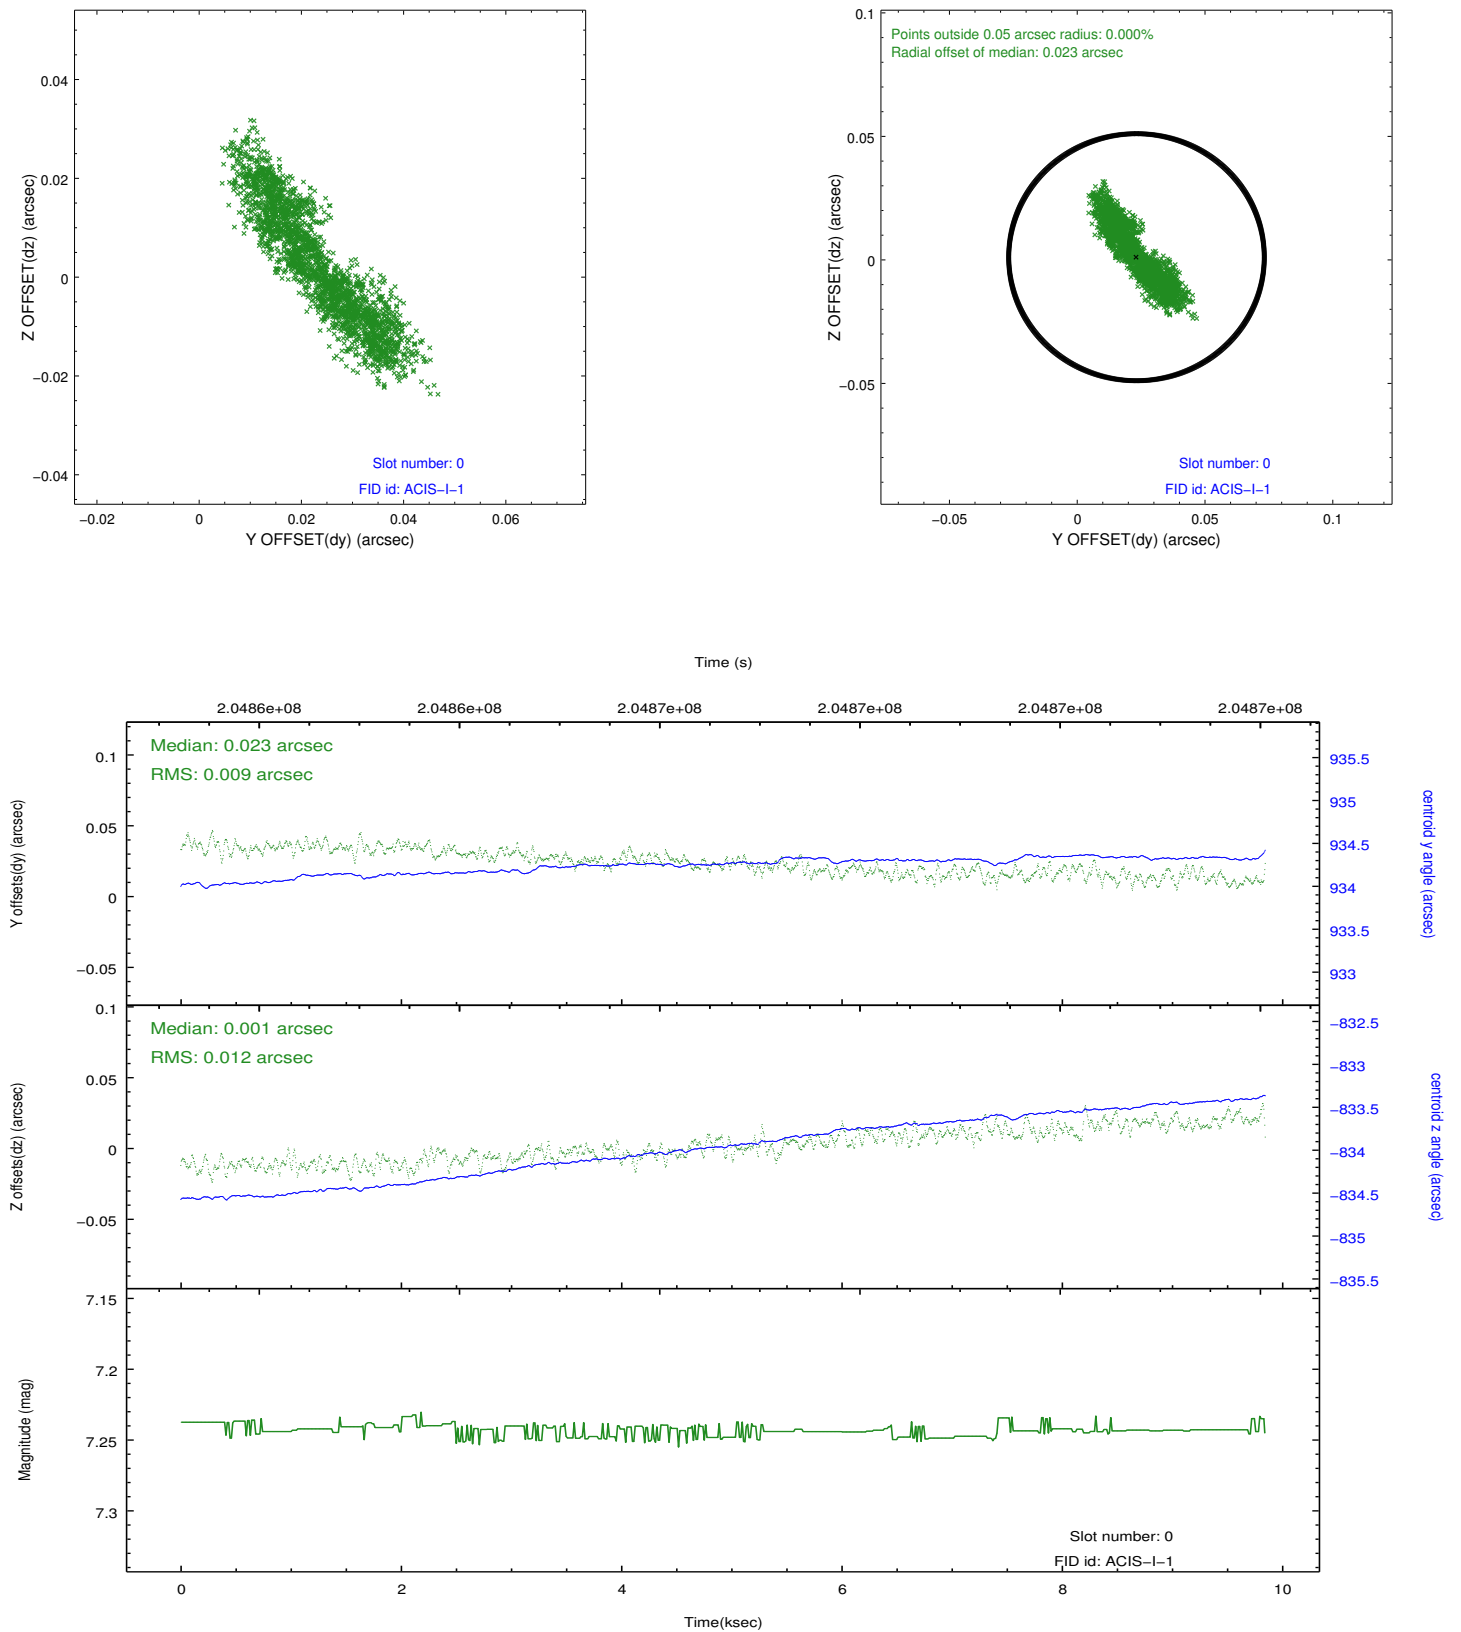 0.04
0.02
0
−0.02
−0.04
Z OFFSET(dz) (arcsec)
Slot number: 0
FID id: ACIS−I−1
−0.02 0 0.02 0.04 0.06
Y OFFSET(dy) (arcsec)
Points outside 0.05 arcsec radius: 0.000%
Radial offset of median: 0.023 arcsec
0.1
0.05
0
−0.05
Z OFFSET(dz) (arcsec)
Slot number: 0
FID id: ACIS−I−1
−0.05 0 0.05 0.1
Y OFFSET(dy) (arcsec)
Time (s)
2.0486e+08 2.0486e+08 2.0487e+08 2.0487e+08 2.0487e+08 2.0487e+08
Median: 0.023 arcsec
RMS: 0.009 arcsec
0.1
0.05
0
−0.05
Y offsets(dy) (arcsec)
935.5
935
934.5
934
933.5
933
centroid y angle (arcsec)
Median: 0.001 arcsec
RMS: 0.012 arcsec
0.1
0.05
0
−0.05
Z offsets(dz) (arcsec)
−832.5
−833
−833.5
−834
−834.5
−835
−835.5
centroid z angle (arcsec)
7.15
7.2
7.25
7.3
Magnitude (mag)
Slot number: 0
FID id: ACIS−I−1
0 2 4 6 8 10
Time(ksec)